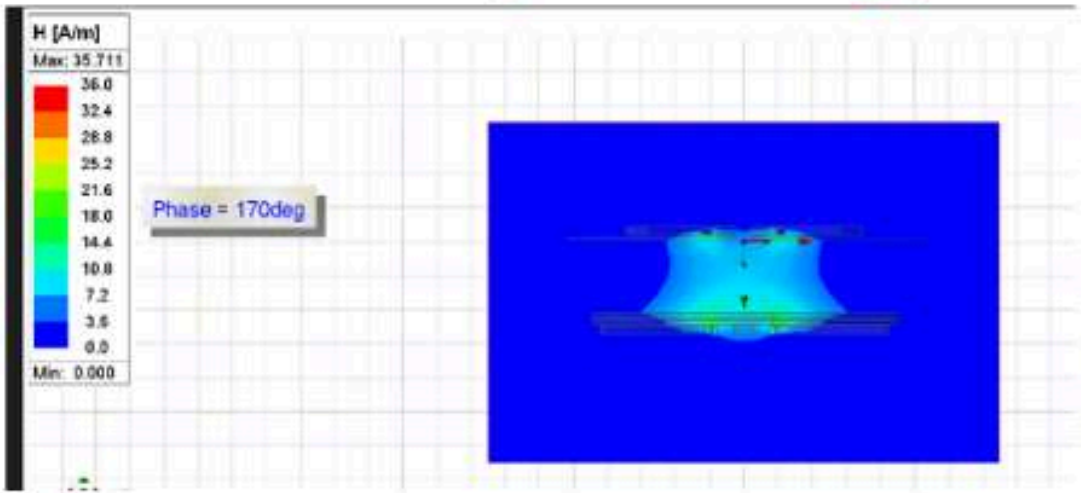 H [A/m]
Max: 35.711
36.0
32.4
28.8
25.2
21.6
18.0
14.4
10.8
7.2
3.6
0.0
Min: 0.000
Phase = 170deg